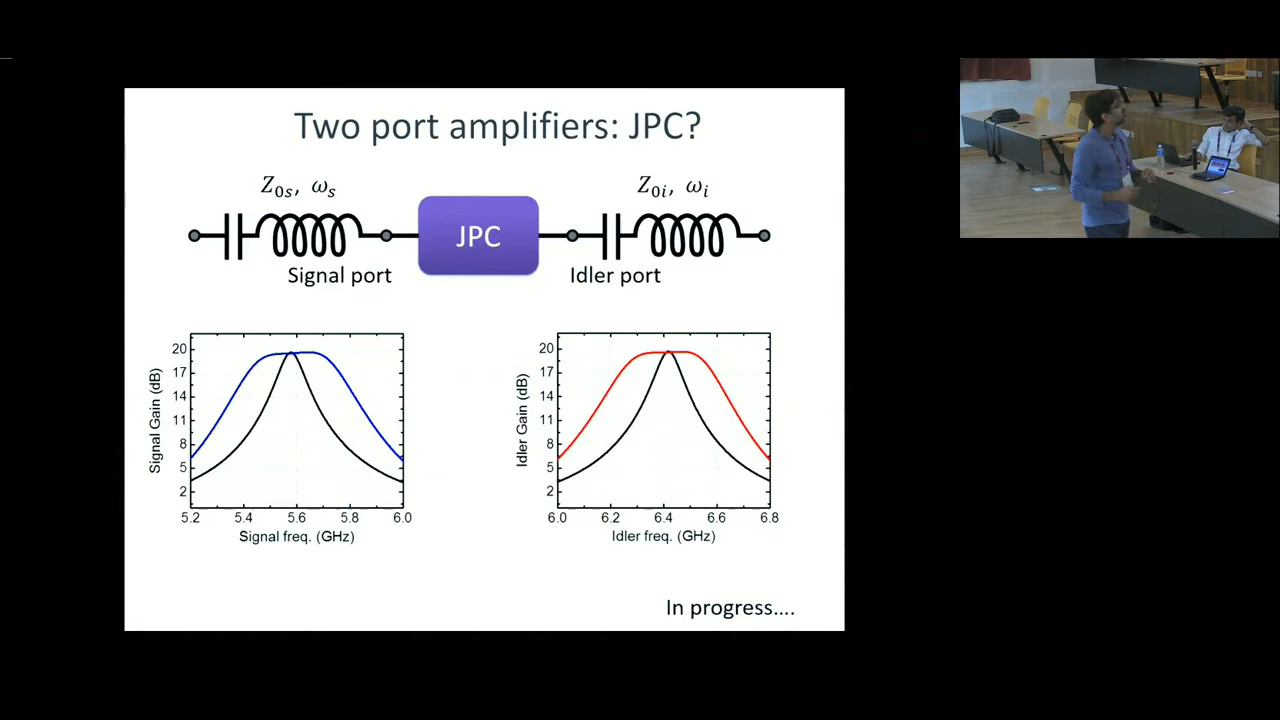 Two port amplifiers: JPC?
Z₀ₛ, ωₛ
Z₀ᵢ, ωᵢ
JPC
Signal port
Idler port
Signal Gain (dB)
20
17
14
11
8
5
2
5.2 5.4 5.6 5.8 6.0
Signal freq. (GHz)
Idler Gain (dB)
20
17
14
11
8
5
2
6.0 6.2 6.4 6.6 6.8
Idler freq. (GHz)
In progress....